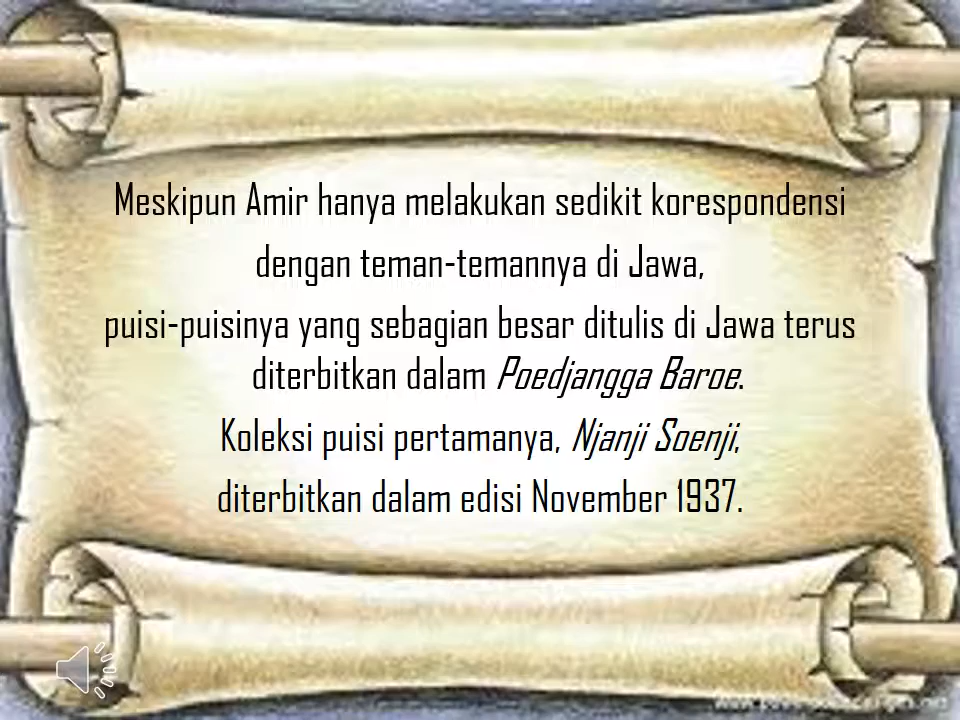 Meskipun Amir hanya melakukan sedikit korespondensi
dengan teman-temannya di Jawa,
puisi-puisinya yang sebagian besar ditulis di Jawa terus
diterbitkan dalam Poedjangga Baroe.
Koleksi puisi pertamanya, Njanji Soenji,
diterbitkan dalam edisi November 1937.